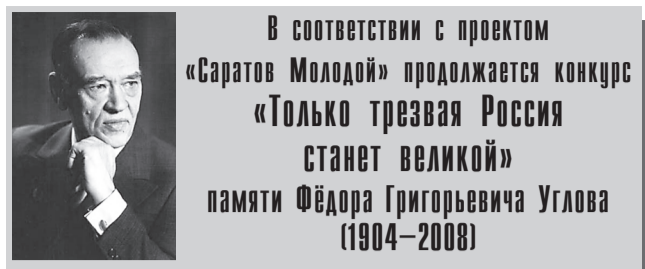 В соответствии с проектом
«Саратов Молодой» продолжается конкурс
«Только трезвая Россия
станет великой»
памяти Фёдора Григорьевича Углова
(1904–2008)